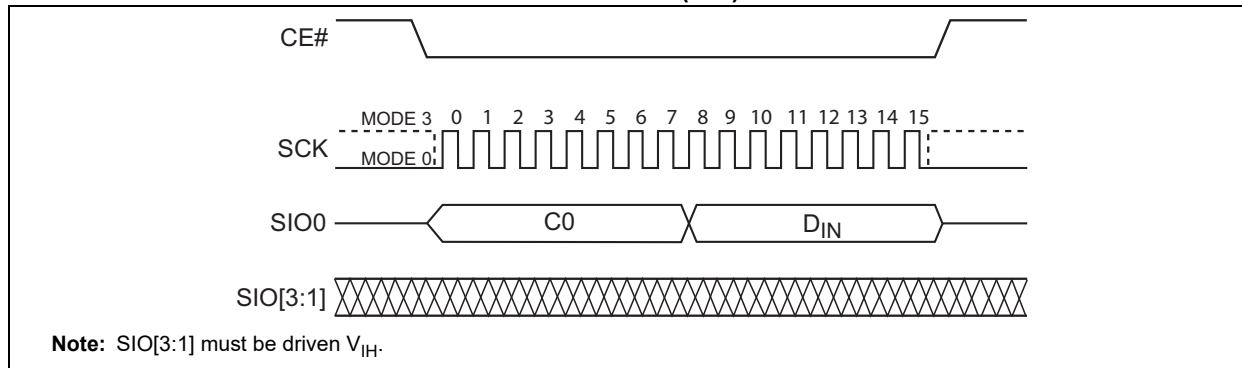 CE#
MODE 3 0 1 2 3 4 5 6 7 8 9 10 11 12 13 14 15
SCK
MODE 0
SIO0 C0 DIN
SIO[3:1]
Note: SIO[3:1] must be driven VIH.